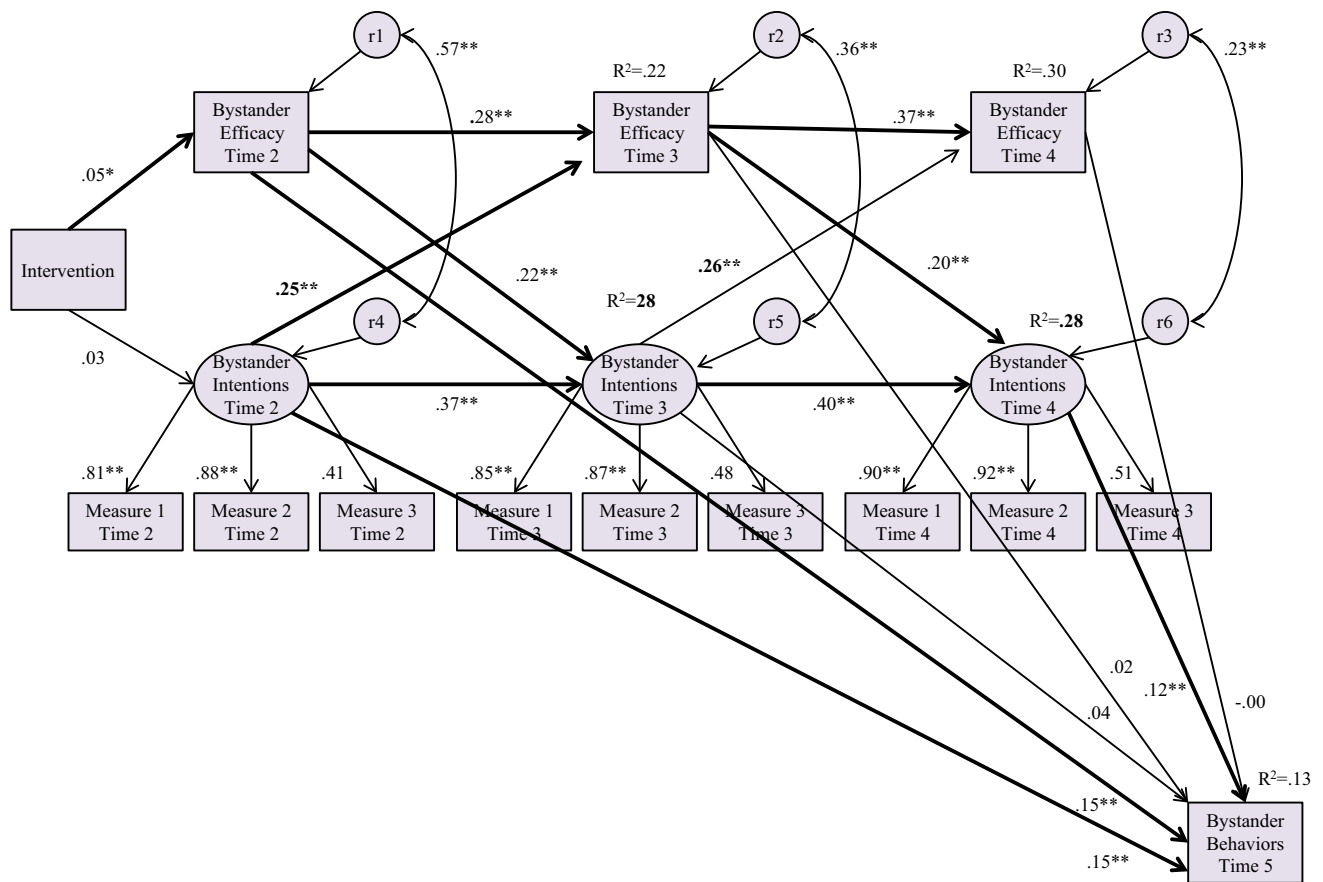 r1
.57**
r2
.36**
r3
.23**
R²=.22
R²=.30
Bystander
Efficacy
Time 2
.28**
Bystander
Efficacy
Time 3
.37**
Bystander
Efficacy
Time 4
.05*
Intervention
.25**
.22**
.26**
.20**
R²=28
R²=.28
r4
r5
r6
.03
Bystander
Intentions
Time 2
.37**
Bystander
Intentions
Time 3
.40**
Bystander
Intentions
Time 4
.81**
.88**
.41
.85**
.87**
.48
.90**
.92**
.51
Measure 1
Time 2
Measure 2
Time 2
Measure 3
Time 2
Measure 1
Time 3
Measure 2
Time 3
Measure 3
Time 3
Measure 1
Time 4
Measure 2
Time 4
Measure 3
Time 4
.02
.12**
.04
-.00
R²=.13
.15**
.15**
Bystander
Behaviors
Time 5